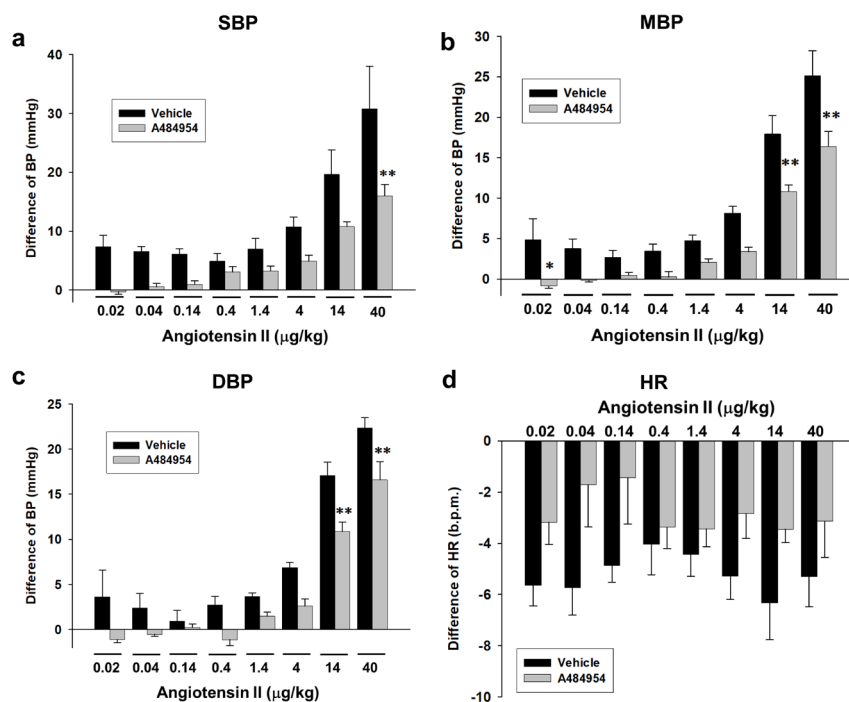 a
SBP
Difference of BP (mmHg)
40
30
20
10
0
Vehicle
A484954
**
0.02 0.04 0.14 0.4 1.4 4 14 40
Angiotensin II (μg/kg)
b
MBP
Difference of BP (mmHg)
30
25
20
15
10
5
0
Vehicle
A484954
*
**
**
0.02 0.04 0.14 0.4 1.4 4 14 40
Angiotensin II (μg/kg)
c
DBP
Difference of BP (mmHg)
25
20
15
10
5
0
Vehicle
A484954
**
**
0.02 0.04 0.14 0.4 1.4 4 14 40
Angiotensin II (μg/kg)
d
HR
Angiotensin II (μg/kg)
0.02 0.04 0.14 0.4 1.4 4 14 40
Difference of HR (b.p.m.)
0
-2
-4
-6
-8
-10
Vehicle
A484954